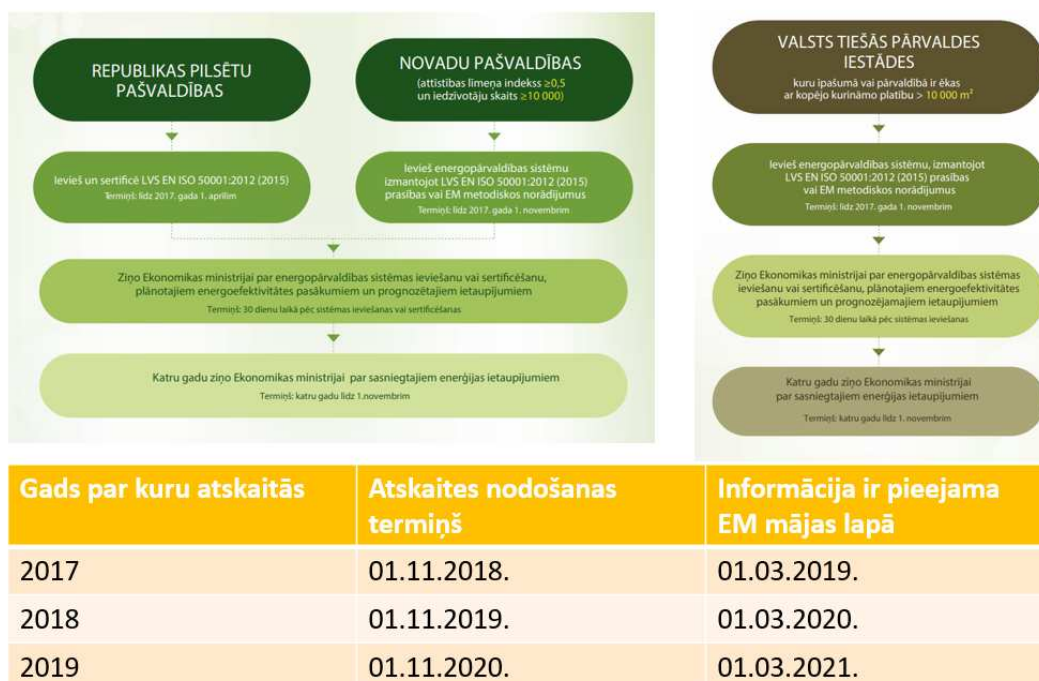 REPUBLIKAS PILSĒTU
PAŠVALDĪBAS
NOVADU PAŠVALDĪBAS
(attīstības līmeņa indekss ≥0,5
un iedzīvotāju skaits ≥10 000)
Ievieš un sertificē LVS EN ISO 50001:2012 (2015)
Termiņš: līdz 2017. gada 1. aprīlim
Ievieš energopārvaldības sistēmu
izmantojot LVS EN ISO 50001:2012 (2015)
prasības vai EM metodiskos norādījumus
Termiņš: līdz 2017. gada 1. novembrim
Ziņo Ekonomikas ministrijai par energopārvaldības sistēmas ieviešanu vai sertificēšanu,
plānotajiem energoefektivitātes pasākumiem un prognozētajiem ietaupījumiem
Termiņš: 30 dienu laikā pēc sistēmas ieviešanas vai sertificēšanas
Katru gadu ziņo Ekonomikas ministrijai par sasniegtajiem enerģijas ietaupījumiem
Termiņš: katru gadu līdz 1.novembrim
VALSTS TIEŠĀS PĀRVALDES
IESTĀDES
kuru īpašumā vai pārvaldībā ir ēkas
ar kopējo kurināmo platību > 10 000 m²
Ievieš energopārvaldības sistēmu, izmantojot
LVS EN ISO 50001:2012 (2015) prasības
vai EM metodiskos norādījumus
Termiņš: līdz 2017. gada 1. novembrim
Ziņo Ekonomikas ministrijai par energopārvaldības sistēmas
ieviešanu vai sertificēšanu, plānotajiem energoefektivitātes
pasākumiem un prognozējamajiem ietaupījumiem
Termiņš: 30 dienu laikā pēc sistēmas ieviešanas
Katru gadu ziņo Ekonomikas ministrijai
par sasniegtajiem enerģijas ietaupījumiem
Termiņš: katru gadu līdz 1. novembrim
Gads par kuru atskaitās
Atskaites nodošanas
termiņš
Informācija ir pieejama
EM mājas lapā
2017 01.11.2018. 01.03.2019.
2018 01.11.2019. 01.03.2020.
2019 01.11.2020. 01.03.2021.